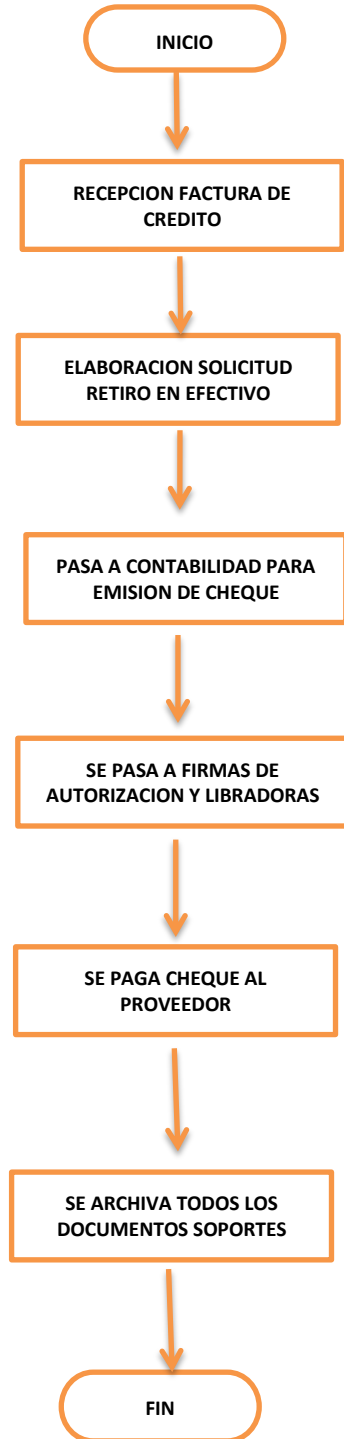 INICIO
RECEPCION FACTURA DE
CREDITO
ELABORACION SOLICITUD
RETIRO EN EFECTIVO
PASA A CONTABILIDAD PARA
EMISION DE CHEQUE
SE PASA A FIRMAS DE
AUTORIZACION Y LIBRADORAS
SE PAGA CHEQUE AL
PROVEEDOR
SE ARCHIVA TODOS LOS
DOCUMENTOS SOPORTES
FIN